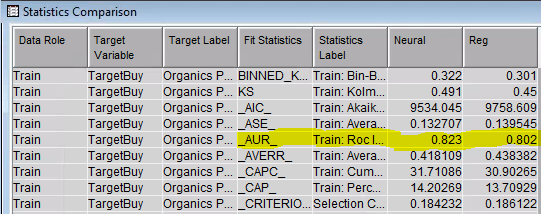 Statistics Comparison
Data Role Target Variable Target Label Fit Statistics Statistics Label Neural Reg
Train TargetBuy Organics P... BINNED_K... Train: Bin-B... 0.322 0.301
Train TargetBuy Organics P... KS Train: Kolm... 0.491 0.45
Train TargetBuy Organics P... _AIC_ Train: Akaik... 9534.045 9758.609
Train TargetBuy Organics P... _ASE_ Train: Avera... 0.132707 0.139545
Train TargetBuy Organics P... _AUR_ Train: Roc I... 0.823 0.802
Train TargetBuy Organics P... _AVERR_ Train: Avera... 0.418109 0.438382
Train TargetBuy Organics P... _CAPC_ Train: Cum... 31.71086 30.90265
Train TargetBuy Organics P... _CAP_ Train: Perc... 14.20269 13.70929
Train TargetBuy Organics P... _CRITERIO... Selection C... 0.184232 0.186122